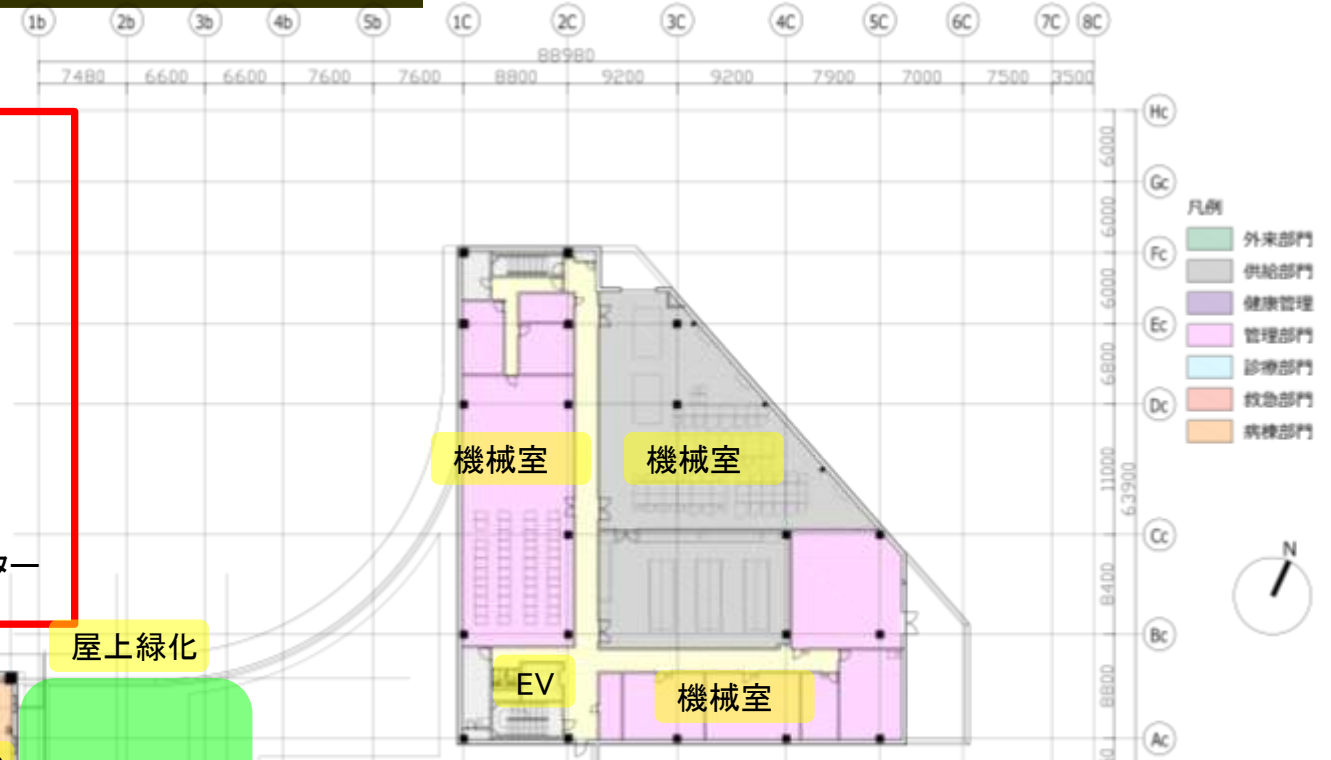 1b 2b 3b 4b 5b 1C 2C 3C 4C 5C 6C 7C 8C
88980
7480 6600 6600 7600 7600 8800 9200 9200 7900 7000 7500 3500
Hc
6000
Gc
6000
Fc
6000
Ec
6800
Dc
11000
63900
Cc
8400
Bc
8800
Ac
凡例
外来部門
供給部門
健康管理
管理部門
診療部門
救急部門
病棟部門
N
機械室
機械室
ター
屋上緑化
EV
機械室